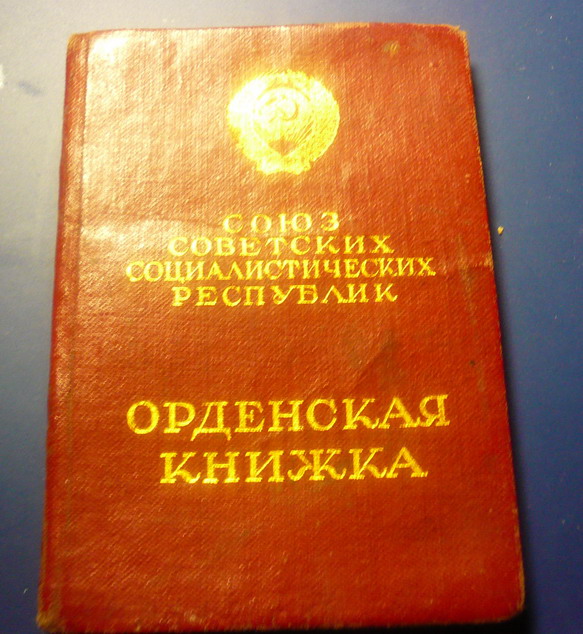 СОЮЗ
СОВЕТСКИХ
СОЦИАЛИСТИЧЕСКИХ
РЕСПУБЛИК
ОРДЕНСКАЯ
КНИЖКА